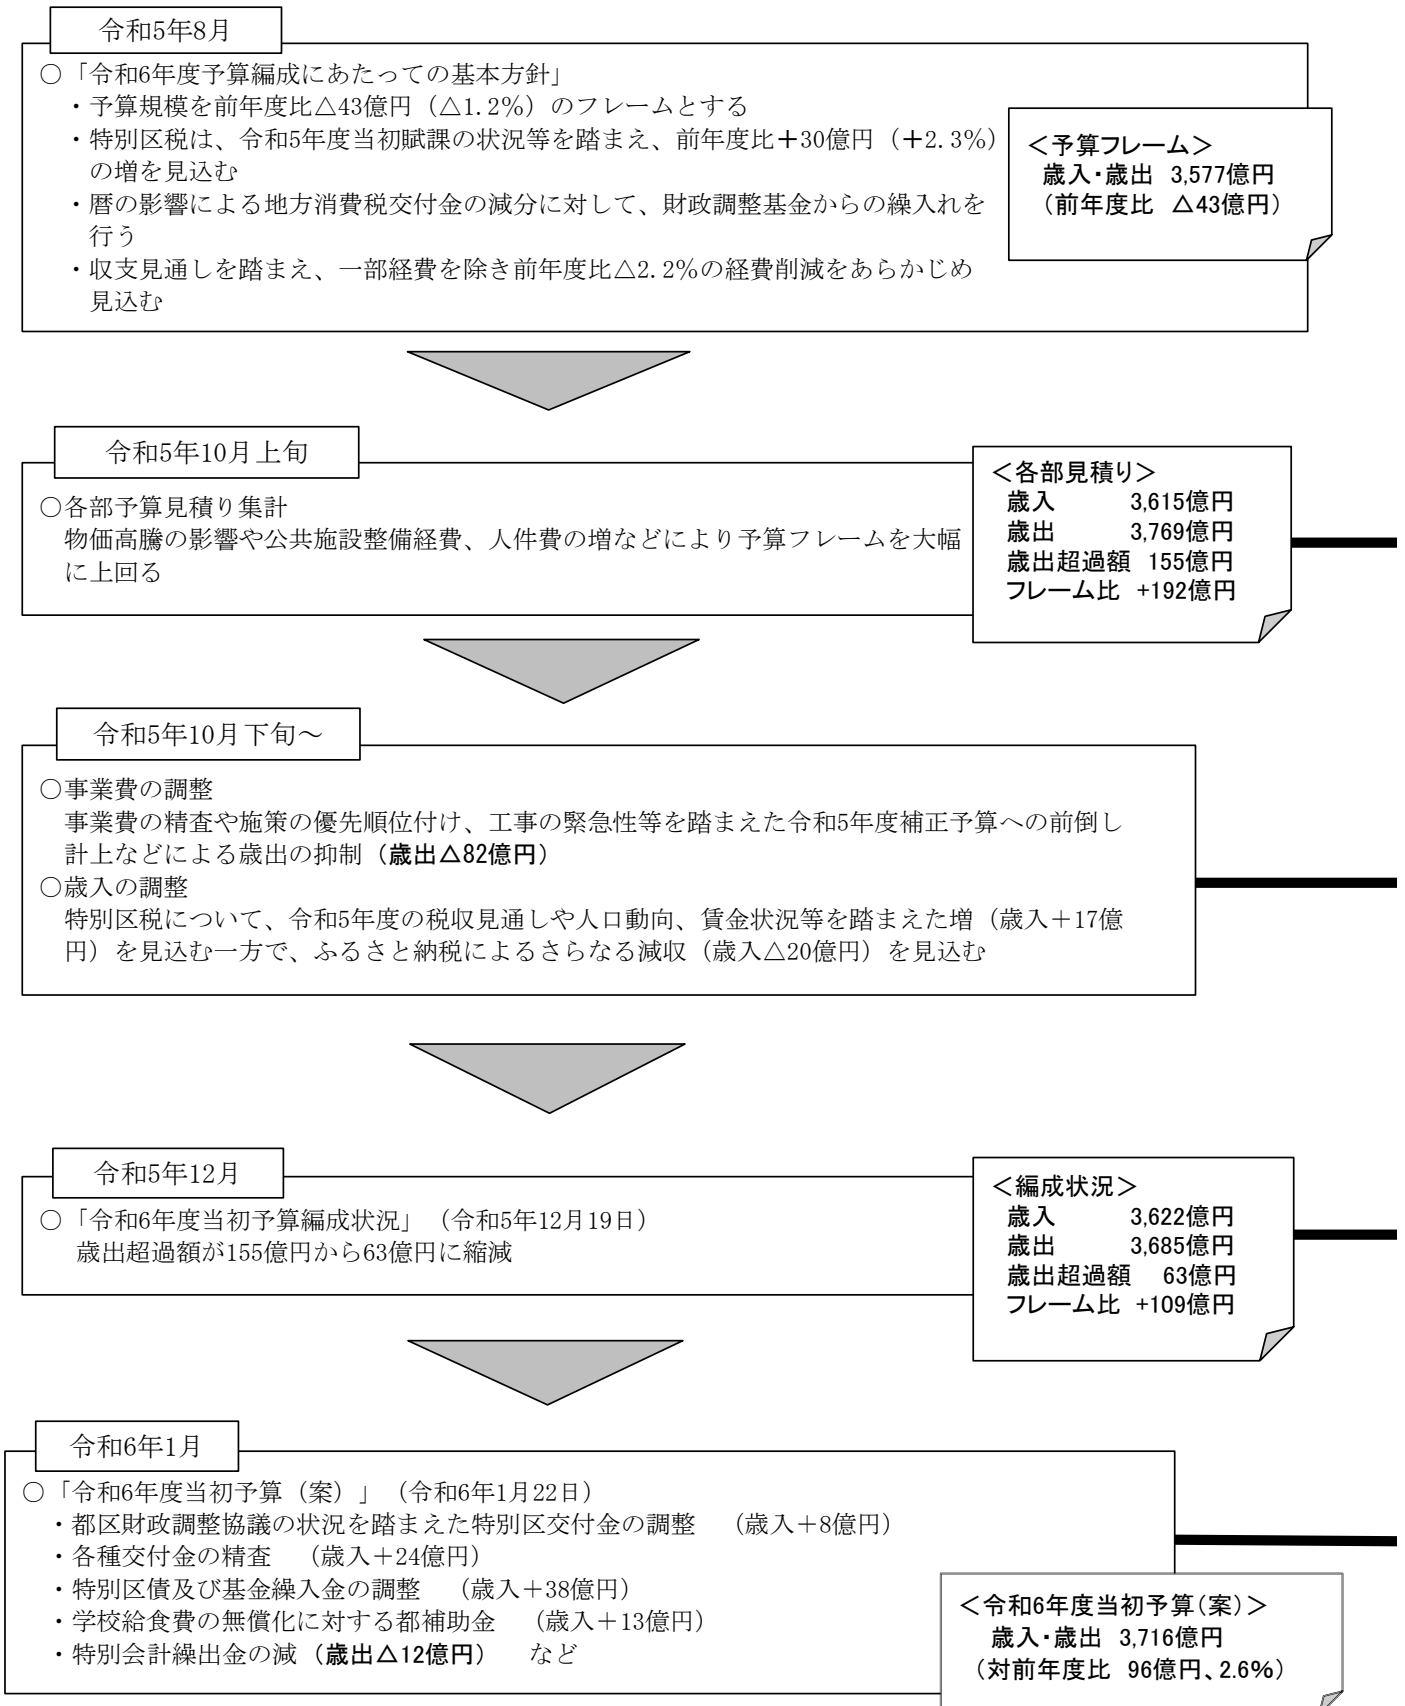 令和5年8月
○「令和6年度予算編成にあたっての基本方針」
・予算規模を前年度比△43億円（△1.2%）のフレームとする
・特別区税は、令和5年度当初賦課の状況等を踏まえ、前年度比＋30億円（＋2.3%）
の増を見込む
・暦の影響による地方消費税交付金の減分に対して、財政調整基金からの繰入れを
行う
・収支見通しを踏まえ、一部経費を除き前年度比△2.2%の経費削減をあらかじめ
見込む
＜予算フレーム＞
歳入・歳出 3,577億円
（前年度比 △43億円）
令和5年10月上旬
○各部予算見積り集計
物価高騰の影響や公共施設整備経費、人件費の増などにより予算フレームを大幅
に上回る
＜各部見積り＞
歳入 3,615億円
歳出 3,769億円
歳出超過額 155億円
フレーム比 +192億円
令和5年10月下旬～
○事業費の調整
事業費の精査や施策の優先順位付け、工事の緊急性等を踏まえた令和5年度補正予算への前倒し
計上などによる歳出の抑制（歳出△82億円）
○歳入の調整
特別区税について、令和5年度の税収見通しや人口動向、賃金状況等を踏まえた増（歳入＋17億
円）を見込む一方で、ふるさと納税によるさらなる減収（歳入△20億円）を見込む
令和5年12月
○「令和6年度当初予算編成状況」（令和5年12月19日）
歳出超過額が155億円から63億円に縮減
＜編成状況＞
歳入 3,622億円
歳出 3,685億円
歳出超過額 63億円
フレーム比 +109億円
令和6年1月
○「令和6年度当初予算（案）」（令和6年1月22日）
・都区財政調整協議の状況を踏まえた特別区交付金の調整 （歳入＋8億円）
・各種交付金の精査 （歳入＋24億円）
・特別区債及び基金繰入金の調整 （歳入＋38億円）
・学校給食費の無償化に対する都補助金 （歳入＋13億円）
・特別会計繰出金の減（歳出△12億円） など
＜令和6年度当初予算（案）＞
歳入・歳出 3,716億円
（対前年度比 96億円、2.6%）